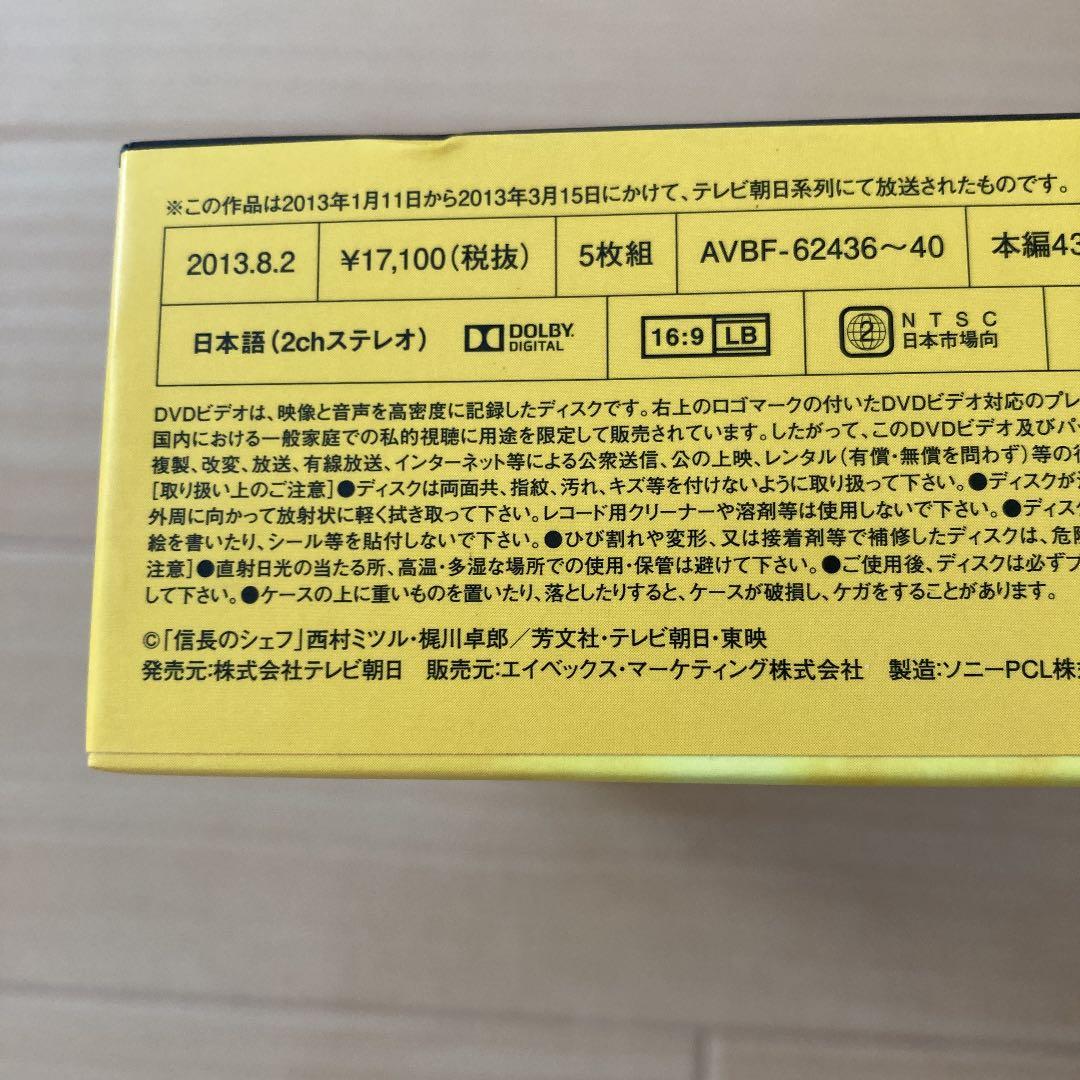 ※この作品は2013年1月11日から2013年3月15日にかけて、テレビ朝日系列にて放送されたものです。
2013.8.2 ¥17,100(税抜) 5枚組 AVBF-62436〜40 本編43
日本語(2chステレオ) DOLBY DIGITAL 16:9 LB 2 NTSC 日本市場向
DVDビデオは、映像と音声を高密度に記録したディスクです。右上のロゴマークの付いたDVDビデオ対応のプレ
国内における一般家庭での私的視聴に用途を限定して販売されています。したがって、このDVDビデオ及びパッ
複製、改変、放送、有線放送、インターネット等による公衆送信、公の上映、レンタル(有償・無償を問わず)等の
[取り扱い上のご注意]●ディスクは両面共、指紋、汚れ、キズ等を付けないように取り扱って下さい。●ディスクが
外周に向かって放射状に軽く拭き取って下さい。レコード用クリーナーや溶剤等は使用しないで下さい。●ディスク
絵を書いたり、シール等を貼付しないで下さい。●ひび割れや変形、又は接着剤等で補修したディスクは、危険
注意]●直射日光の当たる所、高温・多湿な場所での使用・保管は避けて下さい。●ご使用後、ディスクは必ずプ
して下さい。●ケースの上に重いものを置いたり、落としたりすると、ケースが破損し、ケガをすることがあります。
©「信長のシェフ」西村ミツル・梶川卓郎／芳文社・テレビ朝日・東映
発売元:株式会社テレビ朝日 販売元:エイベックス・マーケティング株式会社 製造:ソニーPCL株